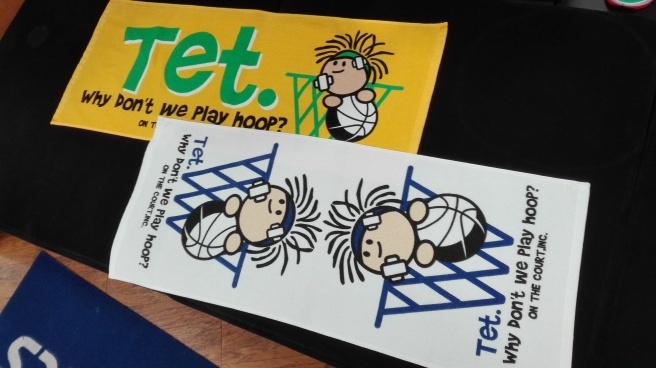 Tet.
Why Don't We Play hooP?
ON T
Tet.
Why Don't We Play hooP?
ON THE COURT.INC.
Tet.
Why Don't We Play hooP?
ON THE COURT.INC.